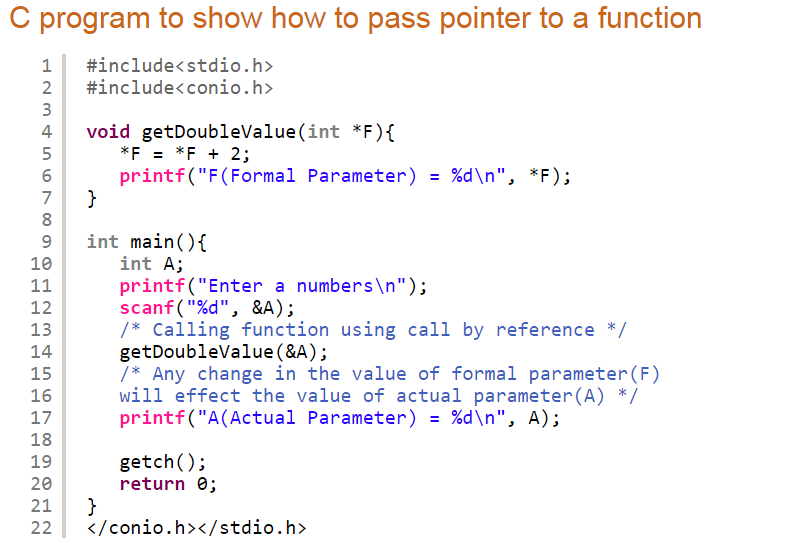 C program to show how to pass pointer to a function
1 #include<stdio.h>
2 #include<conio.h>
3
4 void getDoubleValue(int *F){
5 *F = *F + 2;
6 printf("F(Formal Parameter) = %d\n", *F);
7 }
8
9 int main(){
10 int A;
11 printf("Enter a numbers\n");
12 scanf("%d", &A);
13 /* Calling function using call by reference */
14 getDoubleValue(&A);
15 /* Any change in the value of formal parameter(F)
16 will effect the value of actual parameter(A) */
17 printf("A(Actual Parameter) = %d\n", A);
18
19 getch();
20 return 0;
21 }
22 </conio.h></stdio.h>